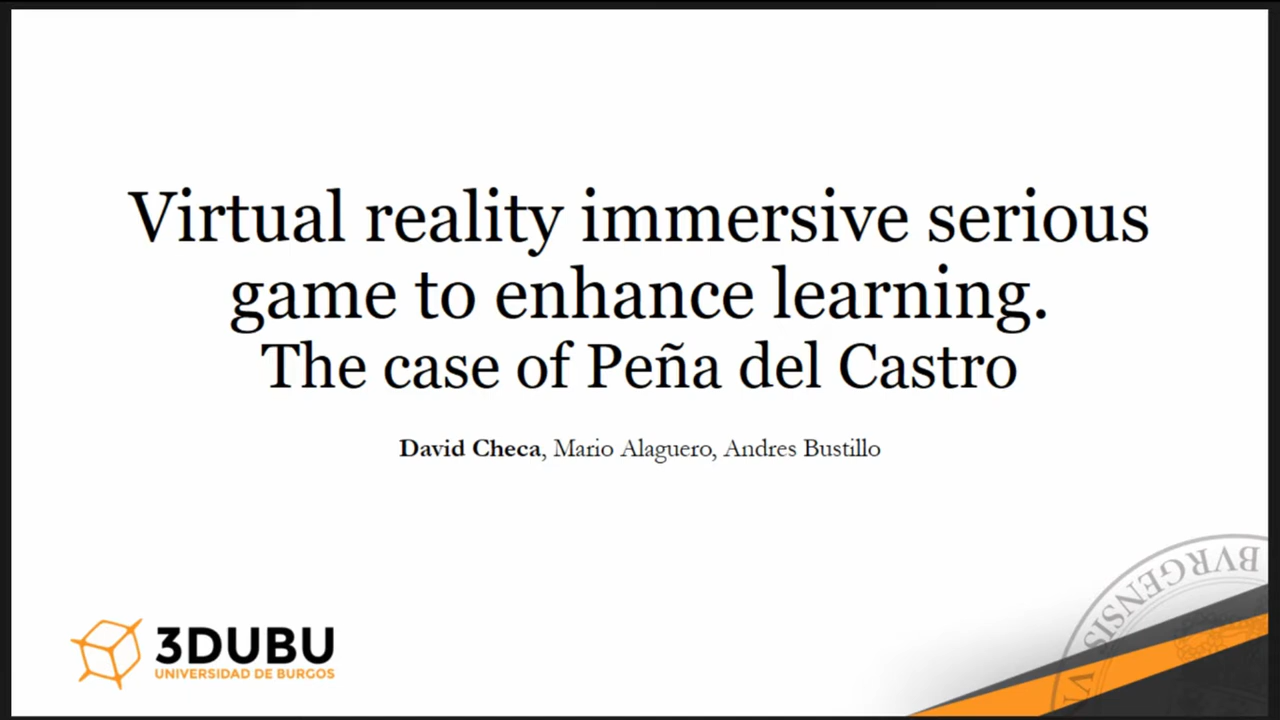 Virtual reality immersive serious
game to enhance learning.
The case of Peña del Castro
David Checa, Mario Alaguero, Andres Bustillo
3DUBU
UNIVERSIDAD DE BURGOS
BVRGENSIS